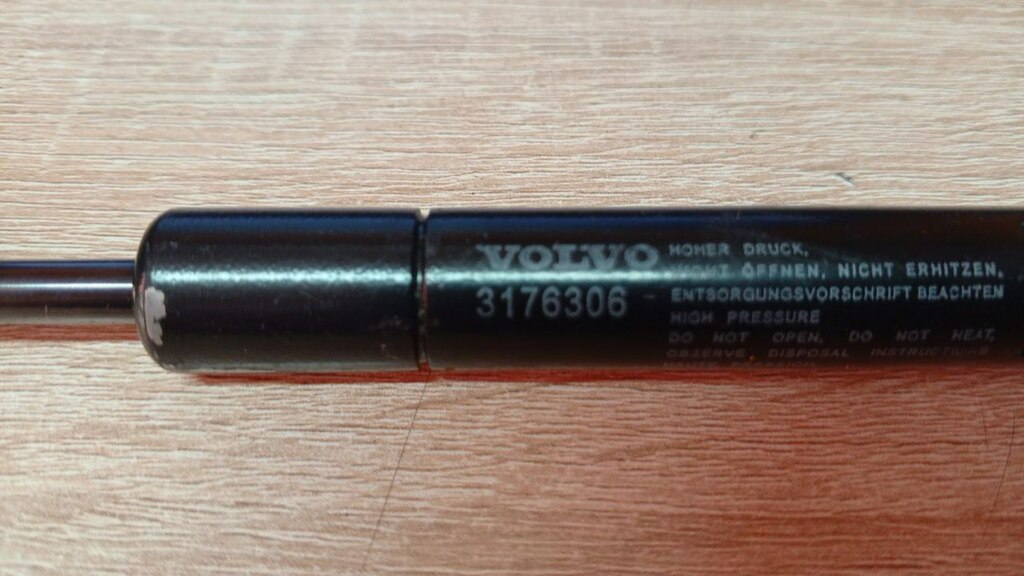 VOLVO
3176306
HOHER DRUCK,
NICHT ÖFFNEN, NICHT ERHITZEN,
ENTSORGUNGSVORSCHRIFT BEACHTEN
HIGH PRESSURE
DO NOT OPEN, DO NOT HEAT,
OBSERVE DISPOSAL INSTRUCTIONS